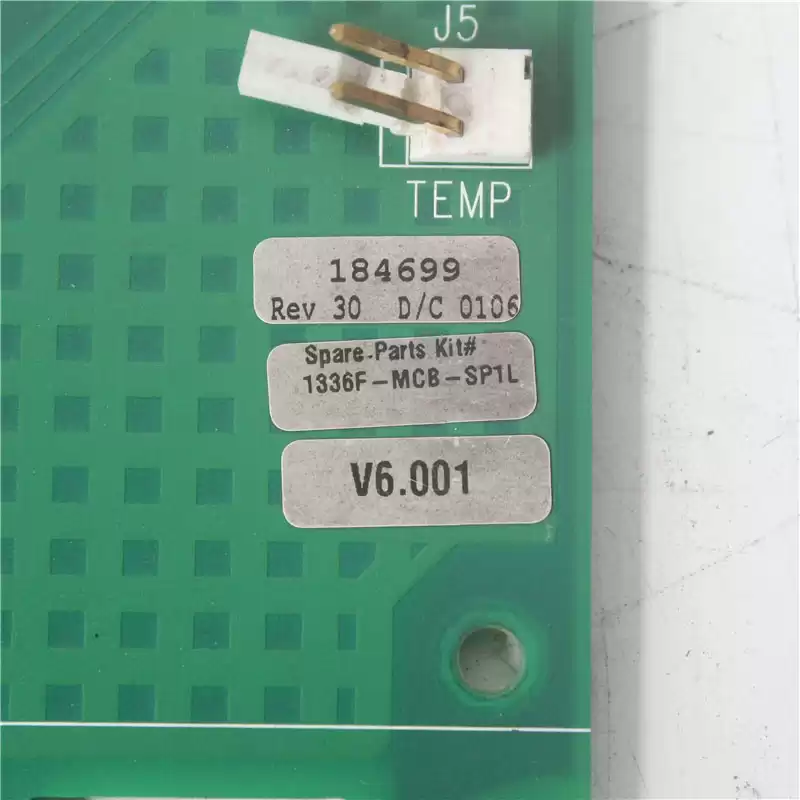 J5
TEMP
184699
Rev 30 D/C 0106
Spare-Parts Kit#
1336F-MCB-SP1L
V6.001